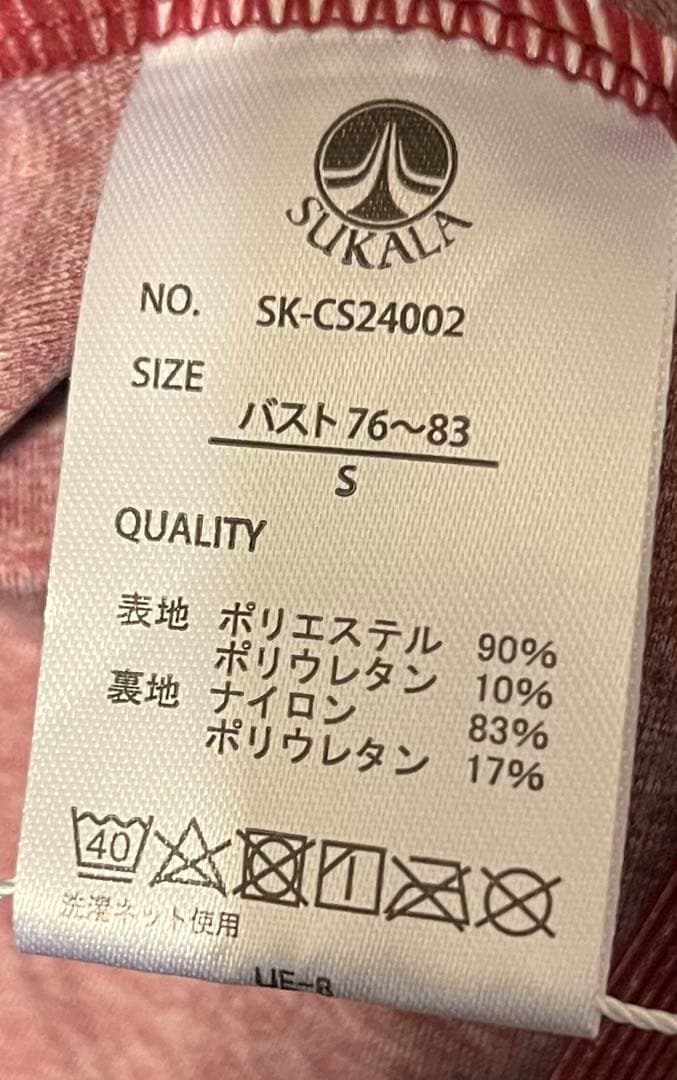 SUKALA
NO. SK-CS24002
SIZE
バスト 76〜83
S
QUALITY
表地 ポリエステル 90%
ポリウレタン 10%
裏地 ナイロン 83%
ポリウレタン 17%
40
洗濯ネット使用